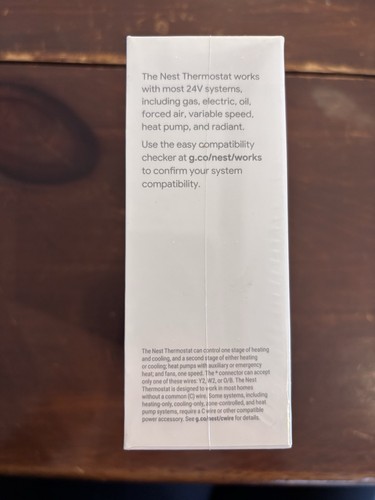 The Nest Thermostat works
with most 24V systems,
including gas, electric, oil,
forced air, variable speed,
heat pump, and radiant.
Use the easy compatibility
checker at g.co/nest/works
to confirm your system
compatibility.
The Nest Thermostat can control one stage of heating
and cooling, and a second stage of either heating
or cooling; heat pumps with auxiliary or emergency
heat; and fans, one speed. The * connector can accept
only one of these wires: Y2, W2, or O/B. The Nest
Thermostat is designed to work in most homes
without a common (C) wire. Some systems, including
heating-only, cooling-only, zone-controlled, and heat
pump systems, require a C wire or other compatible
power accessory. See g.co/nest/cwire for details.